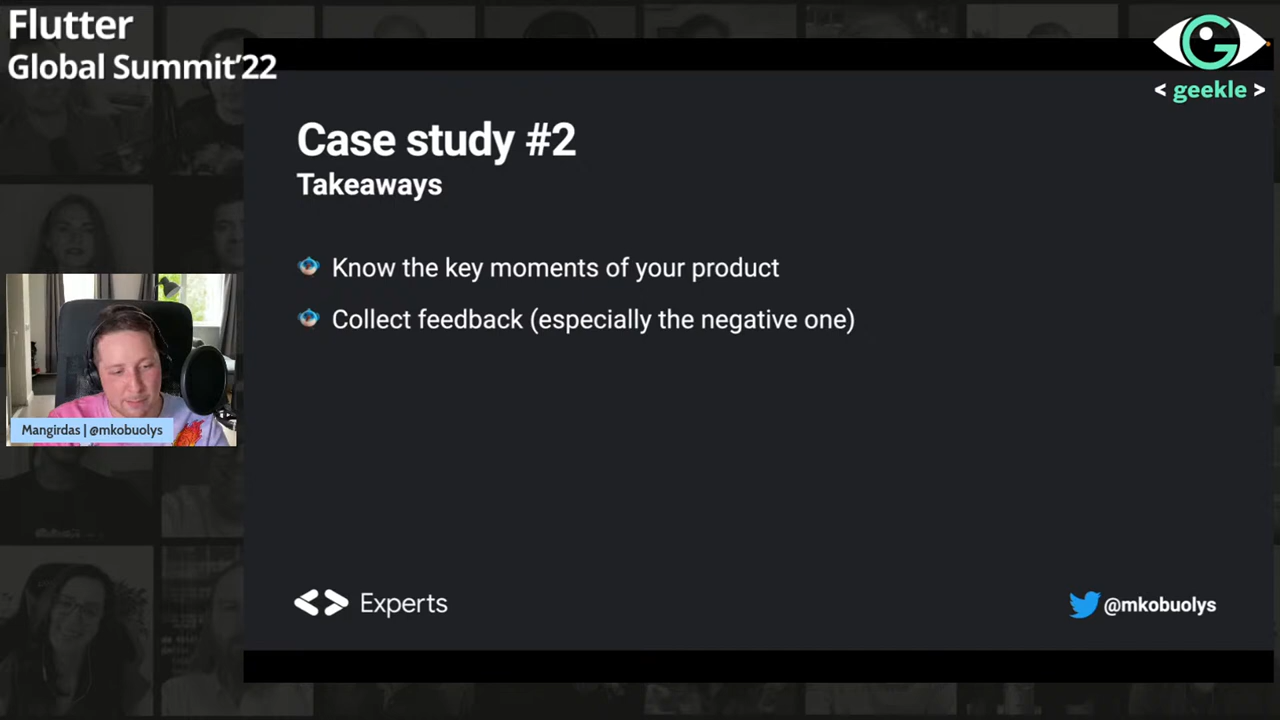 Flutter
Global Summit'22
G
< geekle >
Case study #2
Takeaways
Know the key moments of your product
Collect feedback (especially the negative one)
Mangirdas | @mkobuolys
<> Experts
@mkobuolys